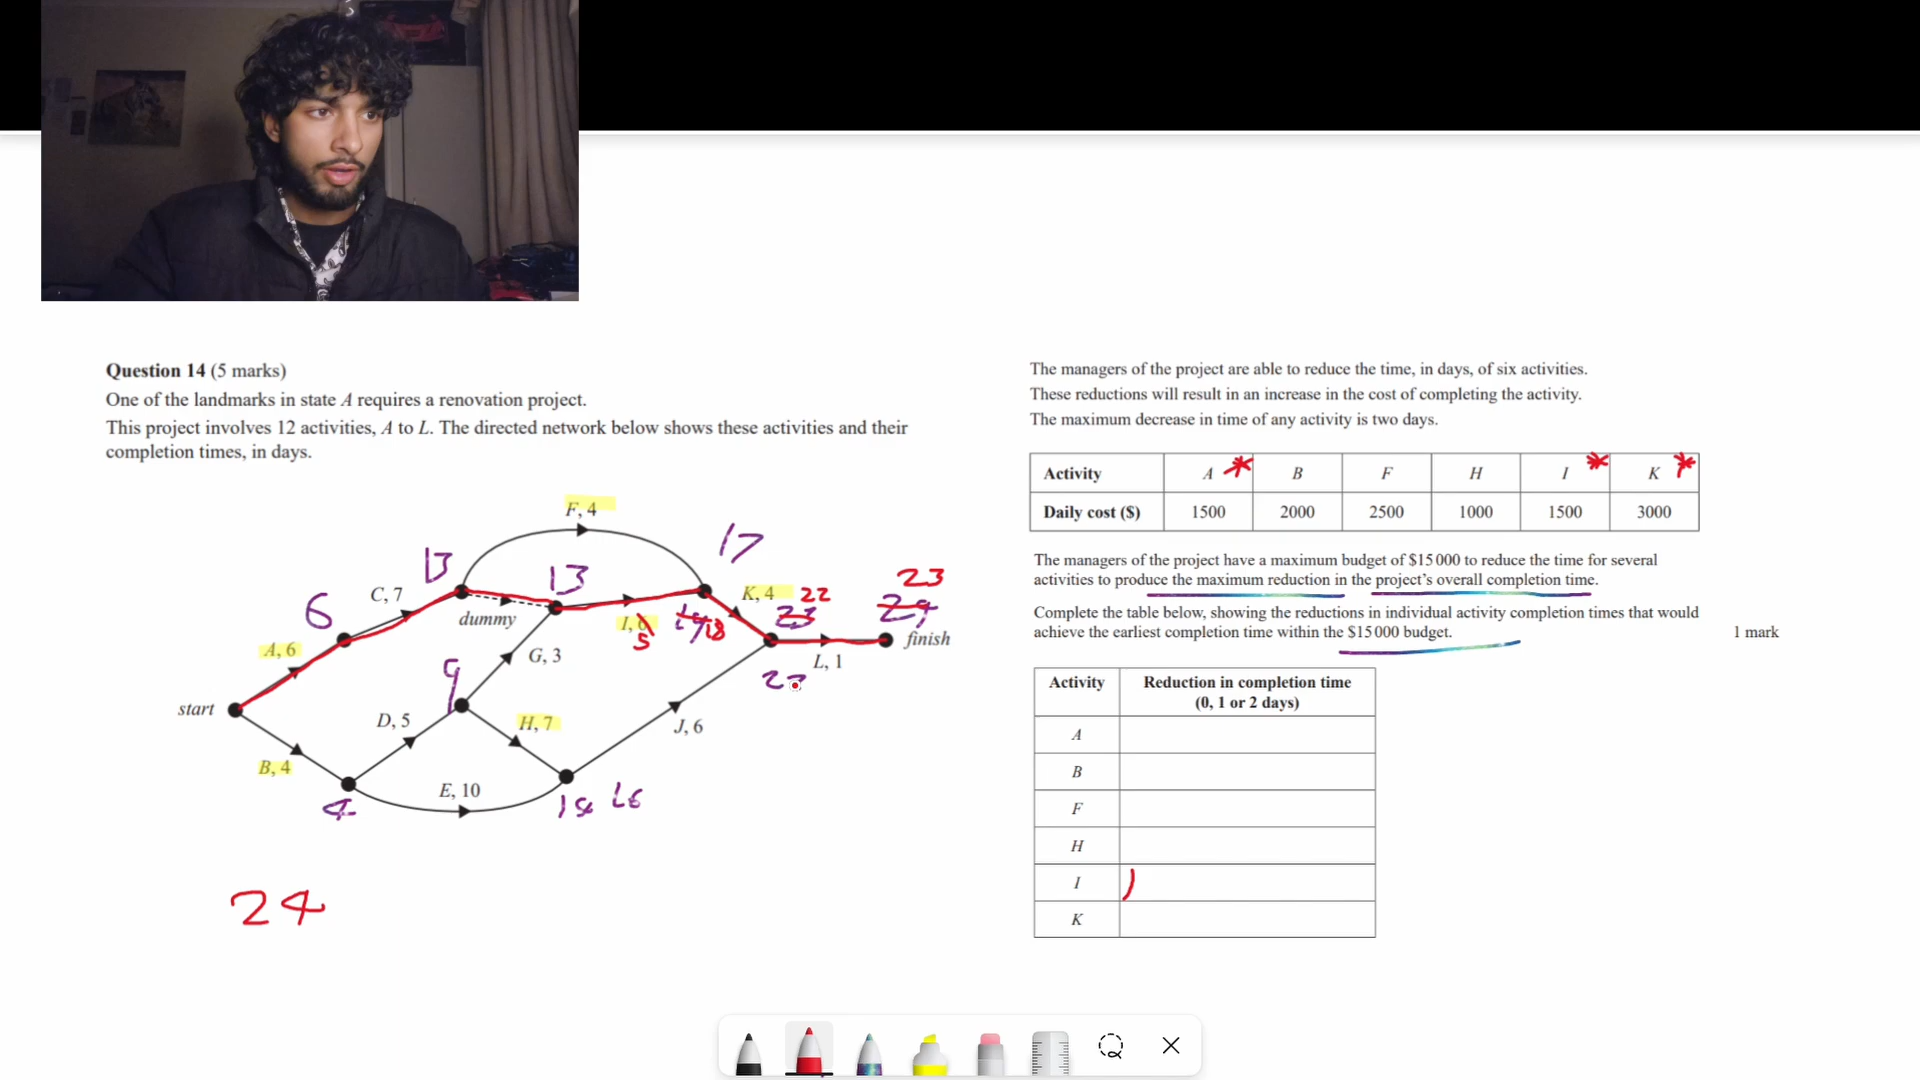 Question 14 (5 marks)
One of the landmarks in state A requires a renovation project.
This project involves 12 activities, A to L. The directed network below shows these activities and their
completion times, in days.
F, 4
17
13
13
23
C, 7
K, 4
22
6
23
24
dummy
I, 6
5
18
finish
A, 6
G, 3
L, 1
9
start
D, 5
H, 7
J, 6
B, 4
E, 10
4
16
24
The managers of the project are able to reduce the time, in days, of six activities.
These reductions will result in an increase in the cost of completing the activity.
The maximum decrease in time of any activity is two days.
Activity A * B F H I * K *
Daily cost ($) 1500 2000 2500 1000 1500 3000
The managers of the project have a maximum budget of $15 000 to reduce the time for several
activities to produce the maximum reduction in the project's overall completion time.
Complete the table below, showing the reductions in individual activity completion times that would
achieve the earliest completion time within the $15 000 budget.
1 mark
Activity Reduction in completion time
(0, 1 or 2 days)
A
B
F
H
I )
K